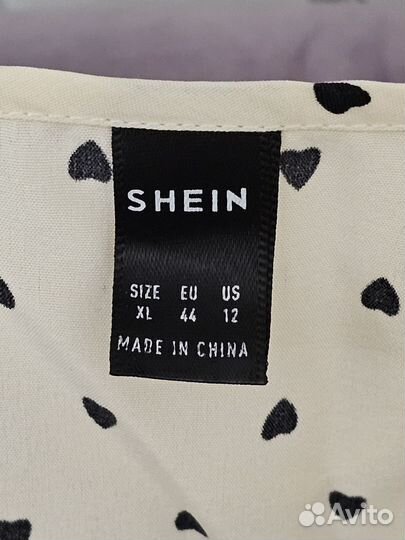 SHEIN
SIZE EU US
XL 44 12
MADE IN CHINA
Avito